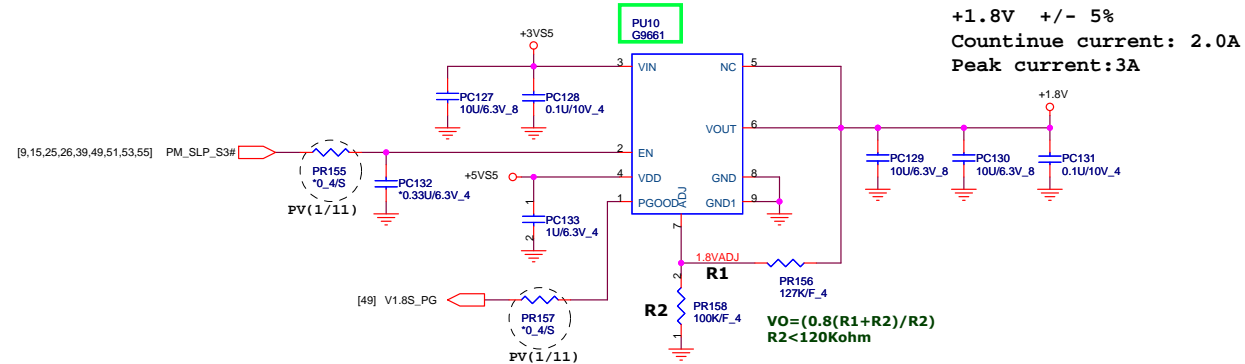 +1.8V +/- 5%
Countinue current: 2.0A
Peak current:3A
PU10
G9661
+3VS5
3
VIN
NC
5
PC127
10U/6.3V_8
PC128
0.1U/10V_4
+1.8V
VOUT
6
[9,15,25,26,39,49,51,53,55]
PM_SLP_S3#
2
EN
PR155
*0_4/S
PV(1/11)
PC132
*0.33U/6.3V_4
PC129
10U/6.3V_8
PC130
10U/6.3V_8
PC131
0.1U/10V_4
+5VS5
4
VDD
GND
8
1
PGOOD
ADJ
GND1
9
1
PC133
1U/6.3V_4
2
7
1.8VADJ
R1
PR156
127K/F_4
2
R2
PR158
100K/F_4
1
[49]
V1.8S_PG
PR157
*0_4/S
PV(1/11)
VO=(0.8(R1+R2)/R2)
R2<120Kohm